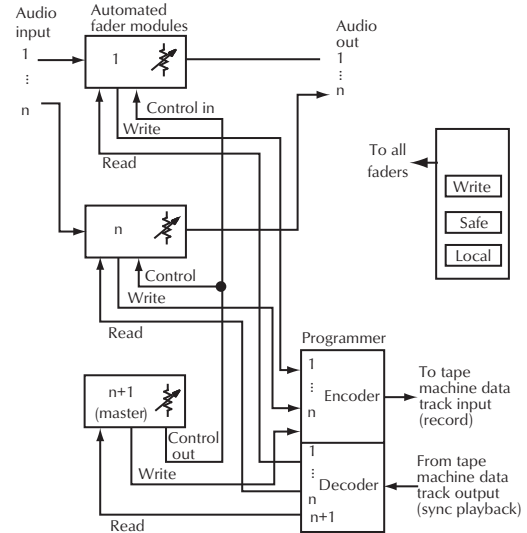 Audio
input
1
...
n
Automated
fader modules
1
Audio
out
1
...
n
Control in
Write
Read
To all
faders
Write
Safe
Local
n
Control
Write
Read
n+1
(master)
Control
out
Write
Read
Programmer
1
...
n
Encoder
1
...
n
n+1
Decoder
To tape
machine data
track input
(record)
From tape
machine data
track output
(sync playback)